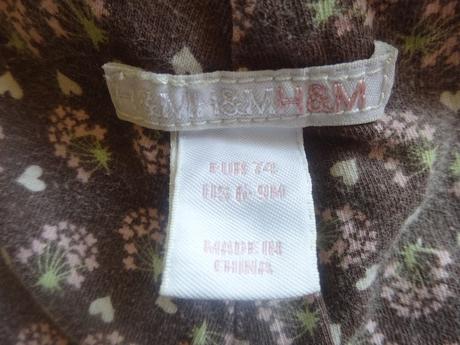 H&M H&M H&M
EUR 74
US 6-9M
MADE IN
CHINA